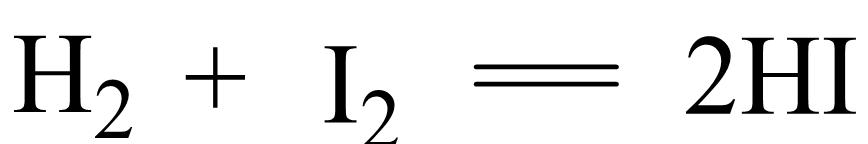 H₂ + I₂ = 2HI